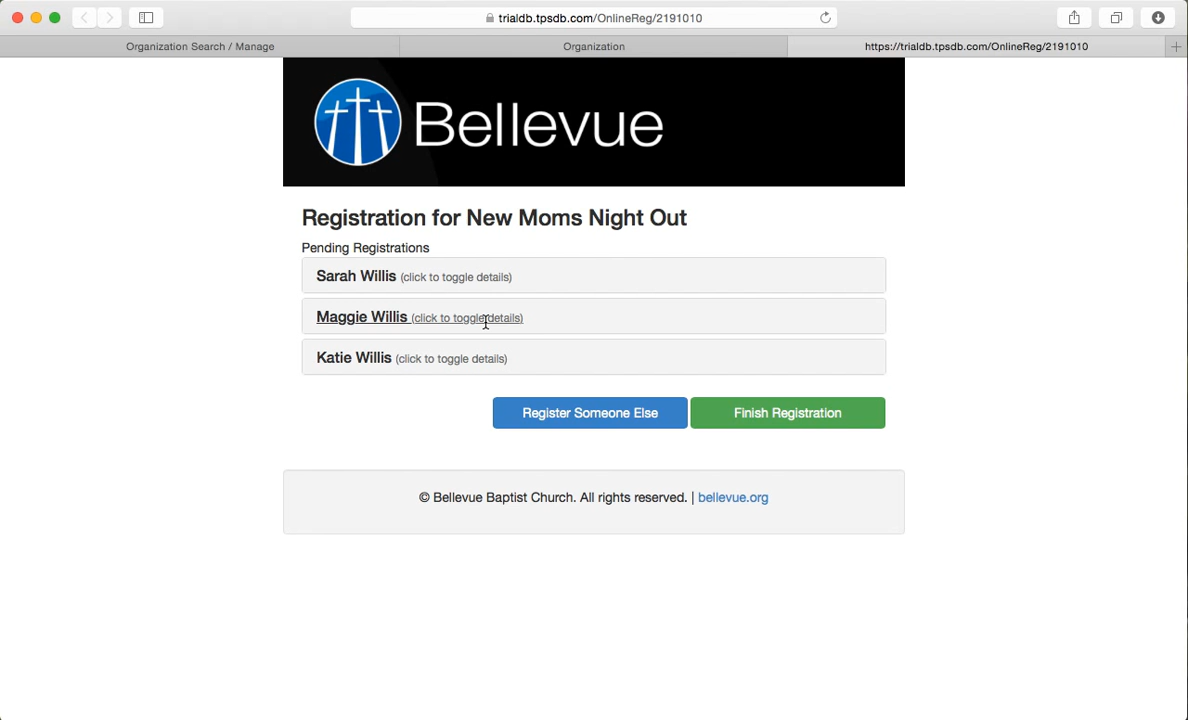 trialdb.tpsdb.com/OnlineReg/2191010
Organization Search / Manage
Organization
https://trialdb.tpsdb.com/OnlineReg/2191010
Bellevue
Registration for New Moms Night Out
Pending Registrations
Sarah Willis (click to toggle details)
Maggie Willis (click to toggle details)
Katie Willis (click to toggle details)
Register Someone Else
Finish Registration
© Bellevue Baptist Church. All rights reserved. | bellevue.org